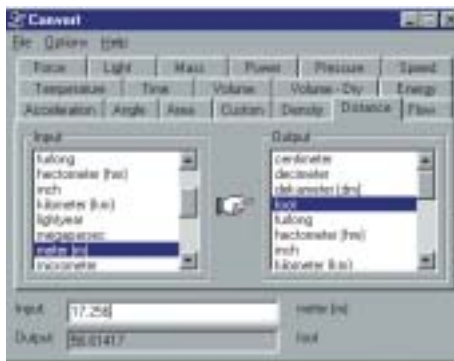 Convert
File Options Help
Force Light Mass Power Pressure Speed
Temperature Time Volume Volume - Dry Energy
Acceleration Angle Area Custom Density Distance Flow
Input Output
furlong
hectometer (hm)
inch
kilometer (km)
lightyear
megaparsec
meter (m)
micrometer
centimeter
decimeter
dekameter (dm)
foot
furlong
hectometer (hm)
inch
kilometer (km)
Input: 17.256 meter (m)
Output: 56.61417 foot